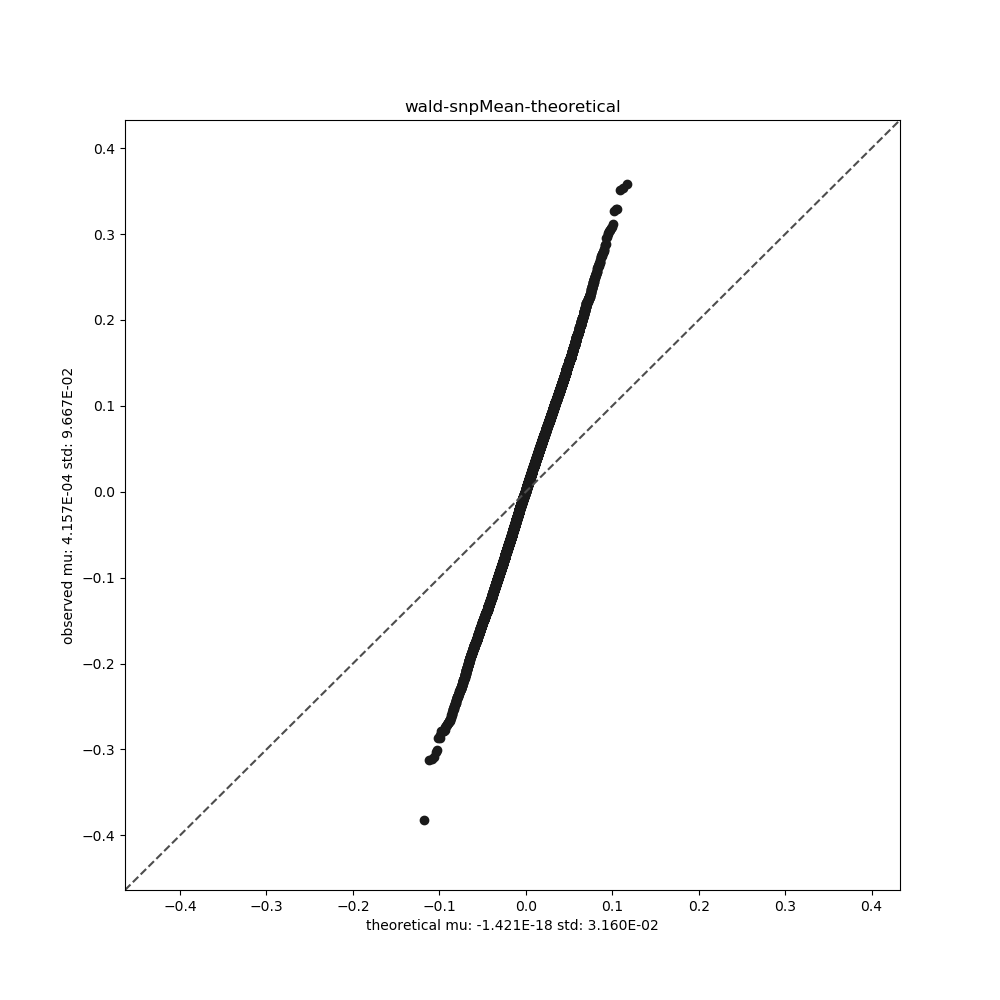 wald-snpMean-theoretical
0.4
0.3
0.2
0.1
0.0
−0.1
−0.2
−0.3
−0.4
observed mu: 4.157E-04 std: 9.667E-02
−0.4 −0.3 −0.2 −0.1 0.0 0.1 0.2 0.3 0.4
theoretical mu: -1.421E-18 std: 3.160E-02